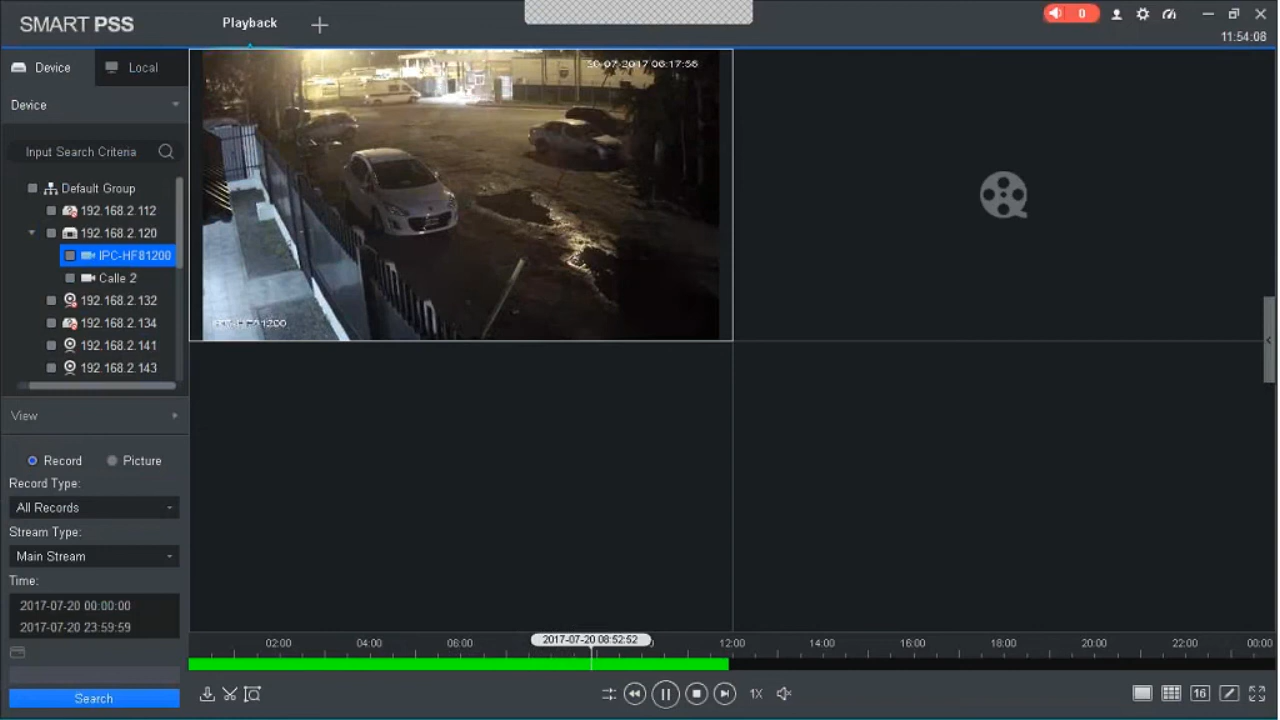 SMART PSS
Playback
0
11:54:08
Device
Local
Device
Input Search Criteria
Default Group
192.168.2.112
192.168.2.120
IPC-HF81200
Calle 2
192.168.2.132
192.168.2.134
192.168.2.141
192.168.2.143
View
Record
Picture
Record Type:
All Records
Stream Type:
Main Stream
Time:
2017-07-20 00:00:00
2017-07-20 23:59:59
Search
20-07-2017 06:17:56
IPC-HF81200
2017-07-20 08:52:52
02:00 04:00 06:00 12:00 14:00 16:00 18:00 20:00 22:00 00:00
1X
16